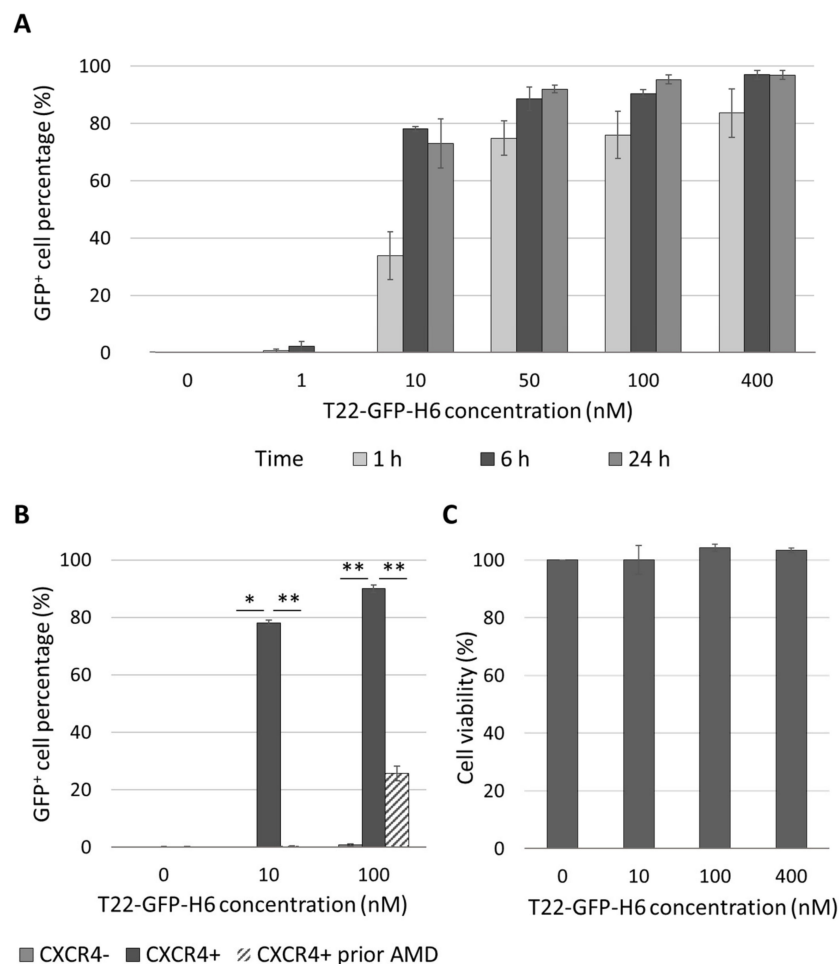 A
GFP⁺ cell percentage (%)
100
80
60
40
20
0
0 1 10 50 100 400
T22-GFP-H6 concentration (nM)
Time 1 h 6 h 24 h
B
GFP⁺ cell percentage (%)
100
80
60
40
20
0
* ** ** **
0 10 100
T22-GFP-H6 concentration (nM)
CXCR4- CXCR4+ CXCR4+ prior AMD
C
Cell viability (%)
100
80
60
40
20
0
0 10 100 400
T22-GFP-H6 concentration (nM)